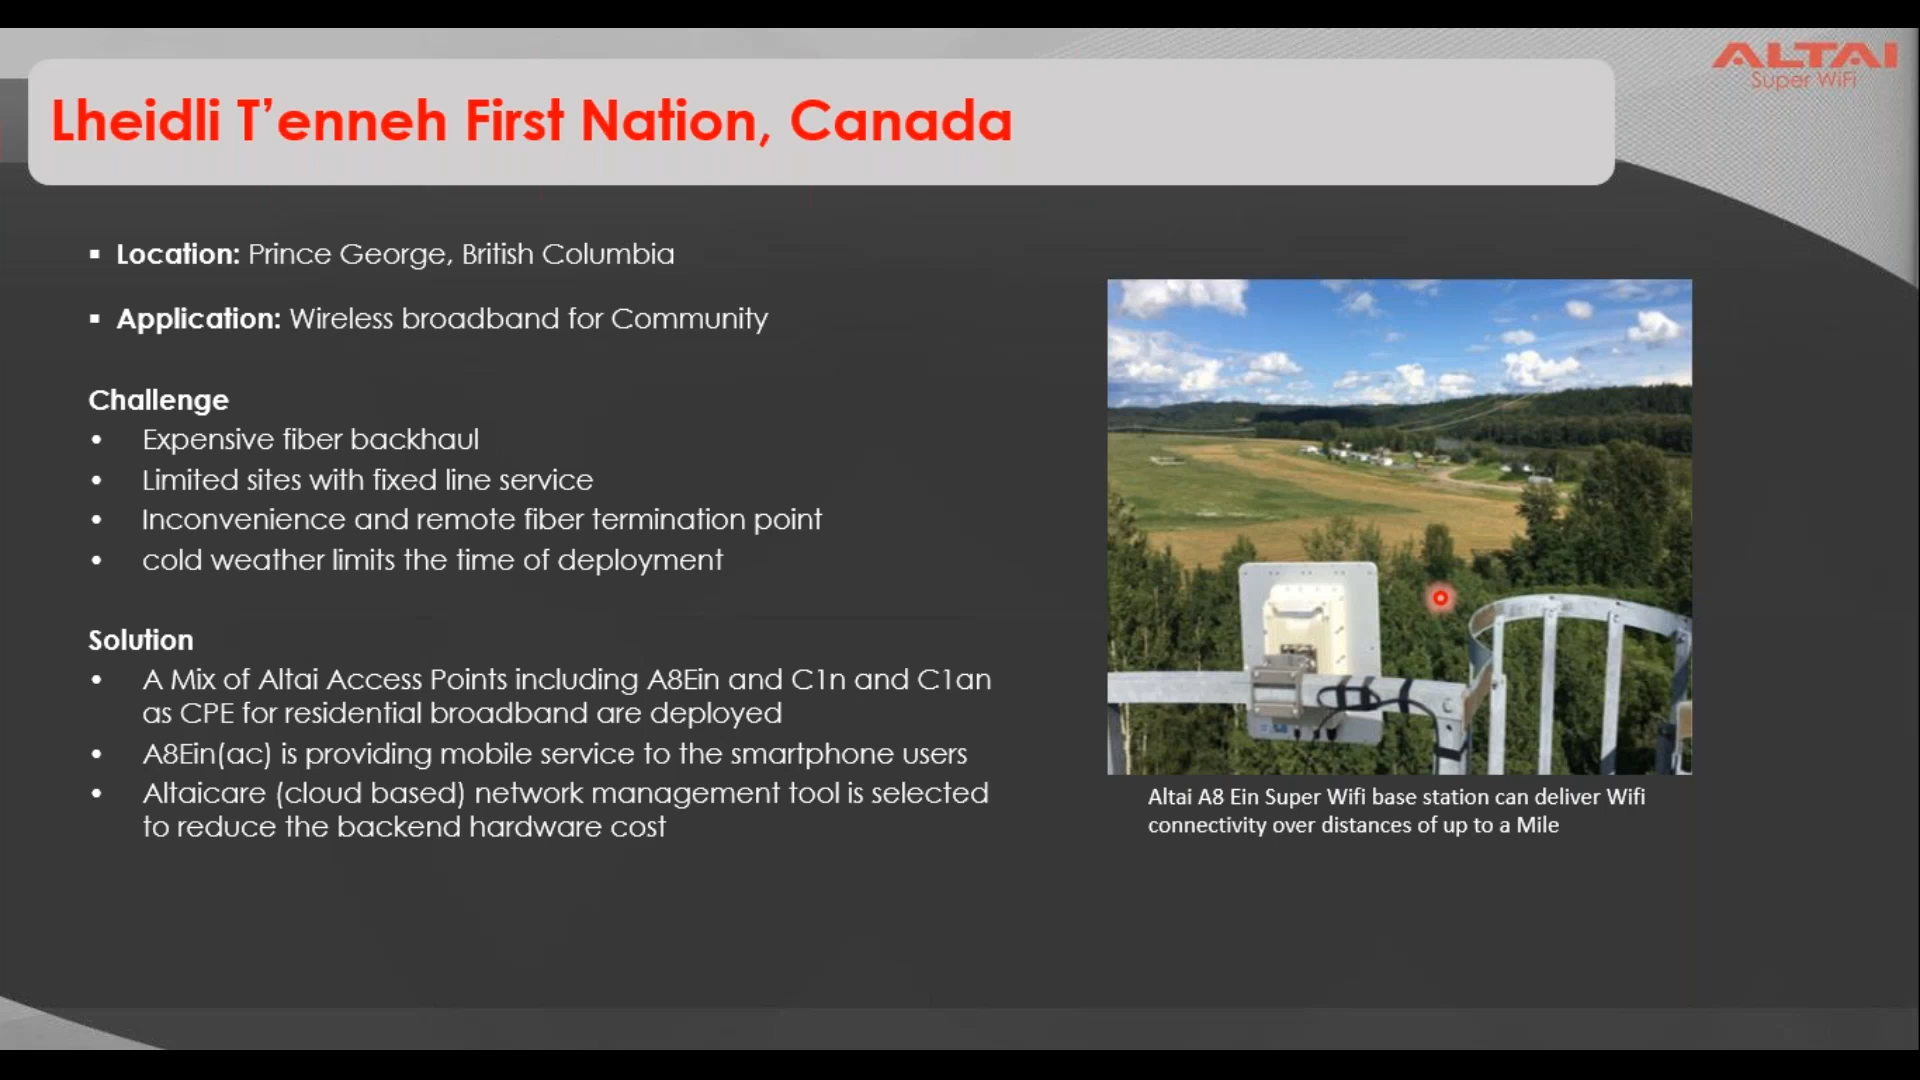 ALTAI
Super WiFi
Lheidli T’enneh First Nation, Canada
▪ Location: Prince George, British Columbia
▪ Application: Wireless broadband for Community
Challenge
• Expensive fiber backhaul
• Limited sites with fixed line service
• Inconvenience and remote fiber termination point
• cold weather limits the time of deployment
Solution
• A Mix of Altai Access Points including A8Ein and C1n and C1an
as CPE for residential broadband are deployed
• A8Ein(ac) is providing mobile service to the smartphone users
• Altaicare (cloud based) network management tool is selected
to reduce the backend hardware cost
Altai A8 Ein Super Wifi base station can deliver Wifi
connectivity over distances of up to a Mile